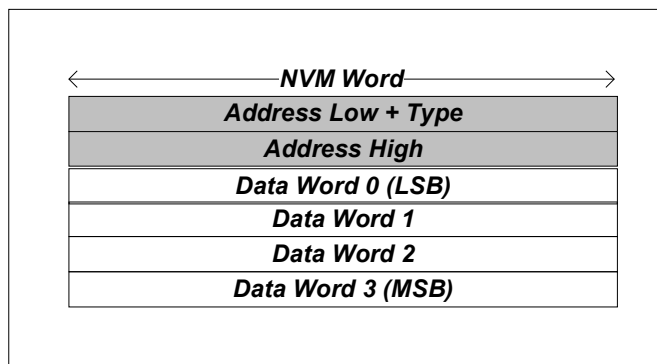 NVM Word
Address Low + Type
Address High
Data Word 0 (LSB)
Data Word 1
Data Word 2
Data Word 3 (MSB)